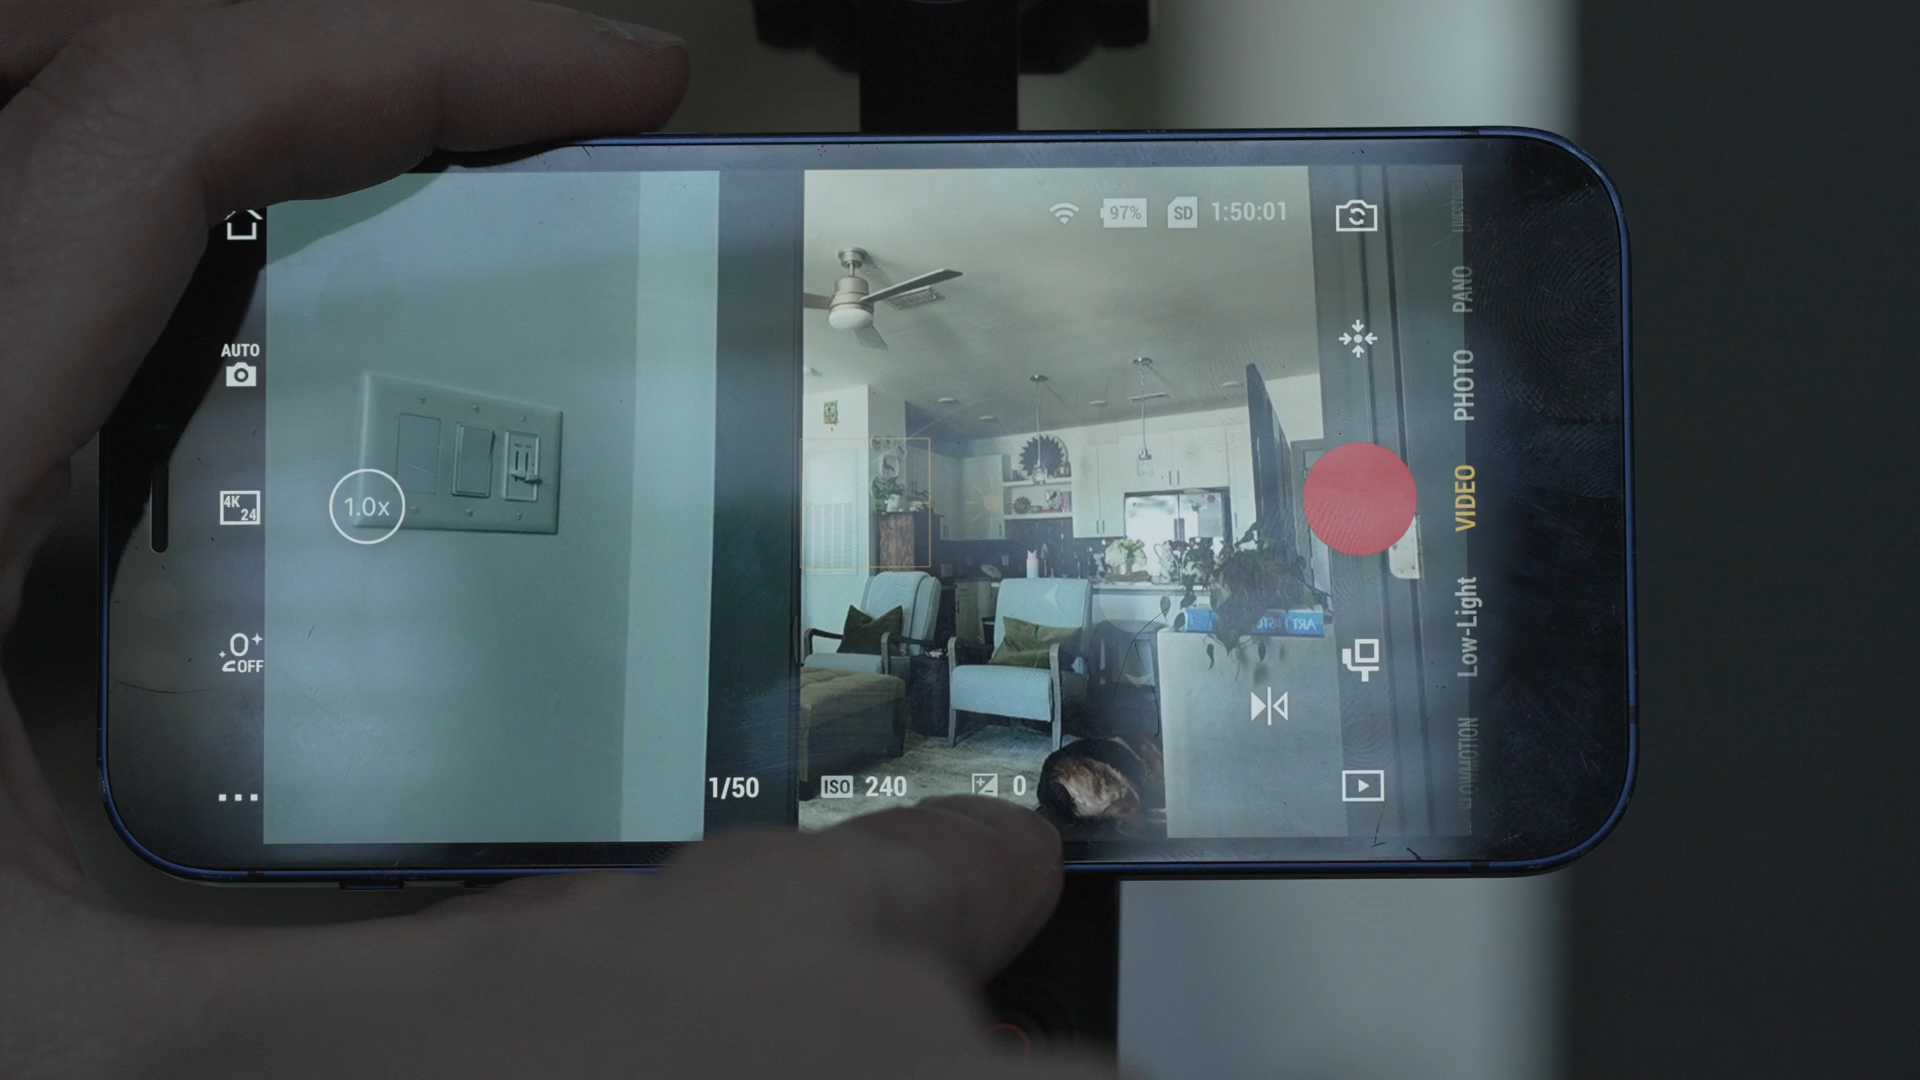 97%
SD
1:50:01
AUTO
4K
24
OFF
1.0x
PANO
PHOTO
VIDEO
Low-Light
SLOWMOTION
1/50
ISO 240
0